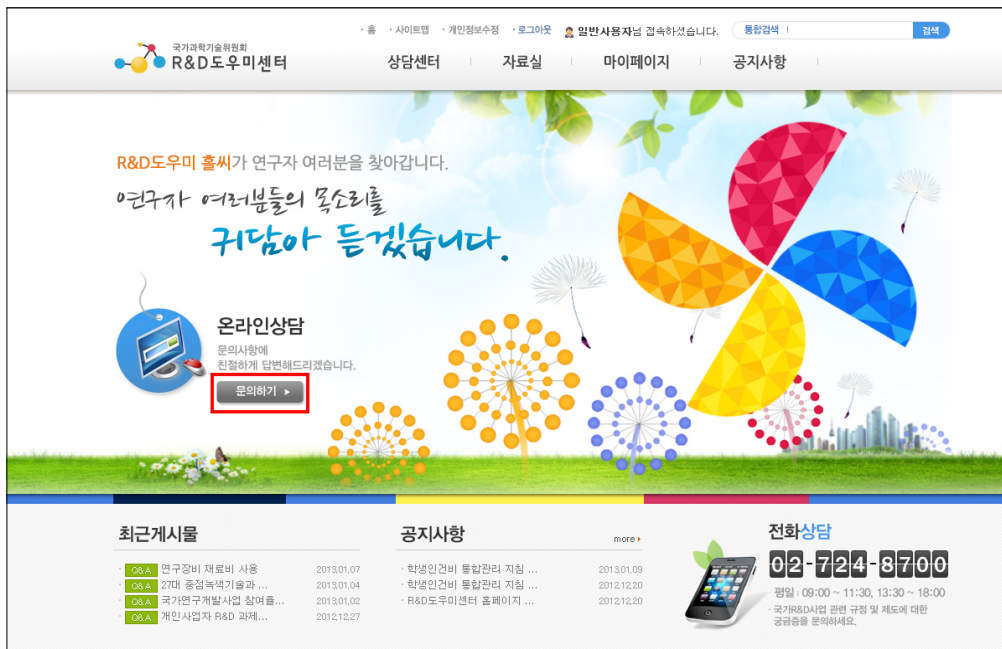 · 홈 · 사이트맵 · 개인정보수정 · 로그아웃 일반사용자님 접속하셨습니다. 통합검색 검색
국가과학기술위원회
R&D도우미센터
상담센터 자료실 마이페이지 공지사항
R&D도우미 홀씨가 연구자 여러분을 찾아갑니다.
연구자 여러분들의 목소리를
귀담아 듣겠습니다.
온라인상담
문의사항에
친절하게 답변해드리겠습니다.
문의하기
최근게시물
· Q&A 연구장비 재료비 사용 2013,01,07
· Q&A 27대 중점녹색기술과 ... 2013,01,04
· Q&A 국가연구개발사업 참여율... 2013,01,02
· Q&A 개인사업자 R&D 과제... 2012,12,27
공지사항 more
· 학생인건비 통합관리 지침 ... 2013,01,09
· 학생인건비 통합관리 지침 ... 2012,12,20
· R&D도우미센터 홈페이지 ... 2012,12,20
전화상담
02-724-8700
평일 : 09:00 ~ 11:30, 13:30 ~ 18:00
· 국가R&D사업 관련 규정 및 제도에 대한
궁금증을 문의하세요.